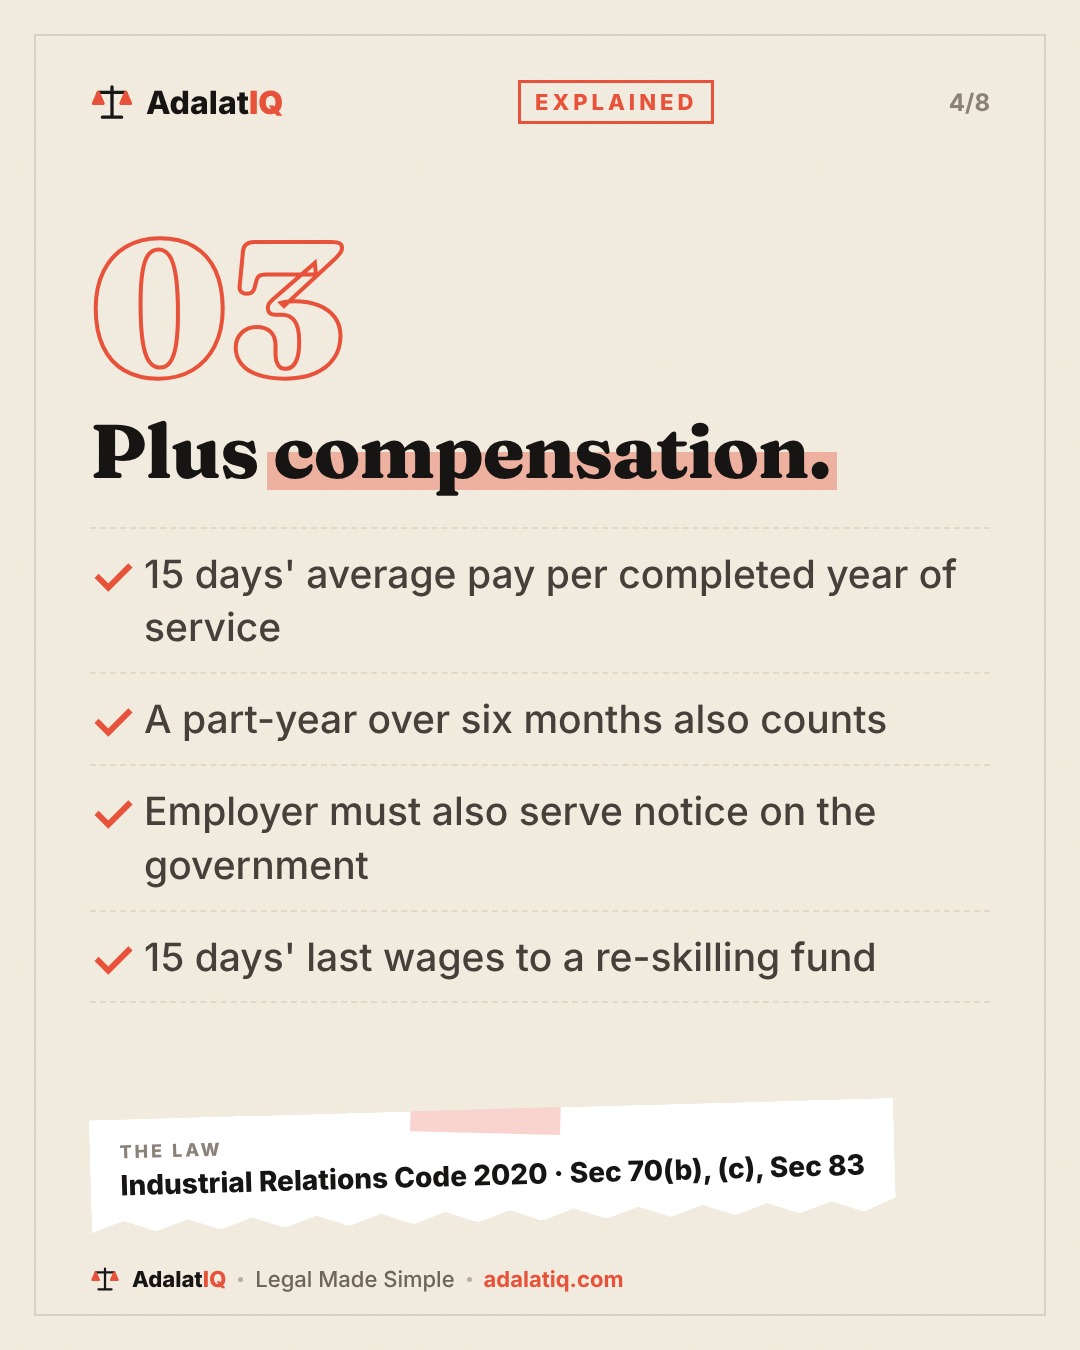 AdalatIQ
EXPLAINED
4/8
03
Plus compensation.
15 days' average pay per completed year of
service
A part-year over six months also counts
Employer must also serve notice on the
government
15 days' last wages to a re-skilling fund
THE LAW
Industrial Relations Code 2020 · Sec 70(b), (c), Sec 83
AdalatIQ • Legal Made Simple • adalatiq.com